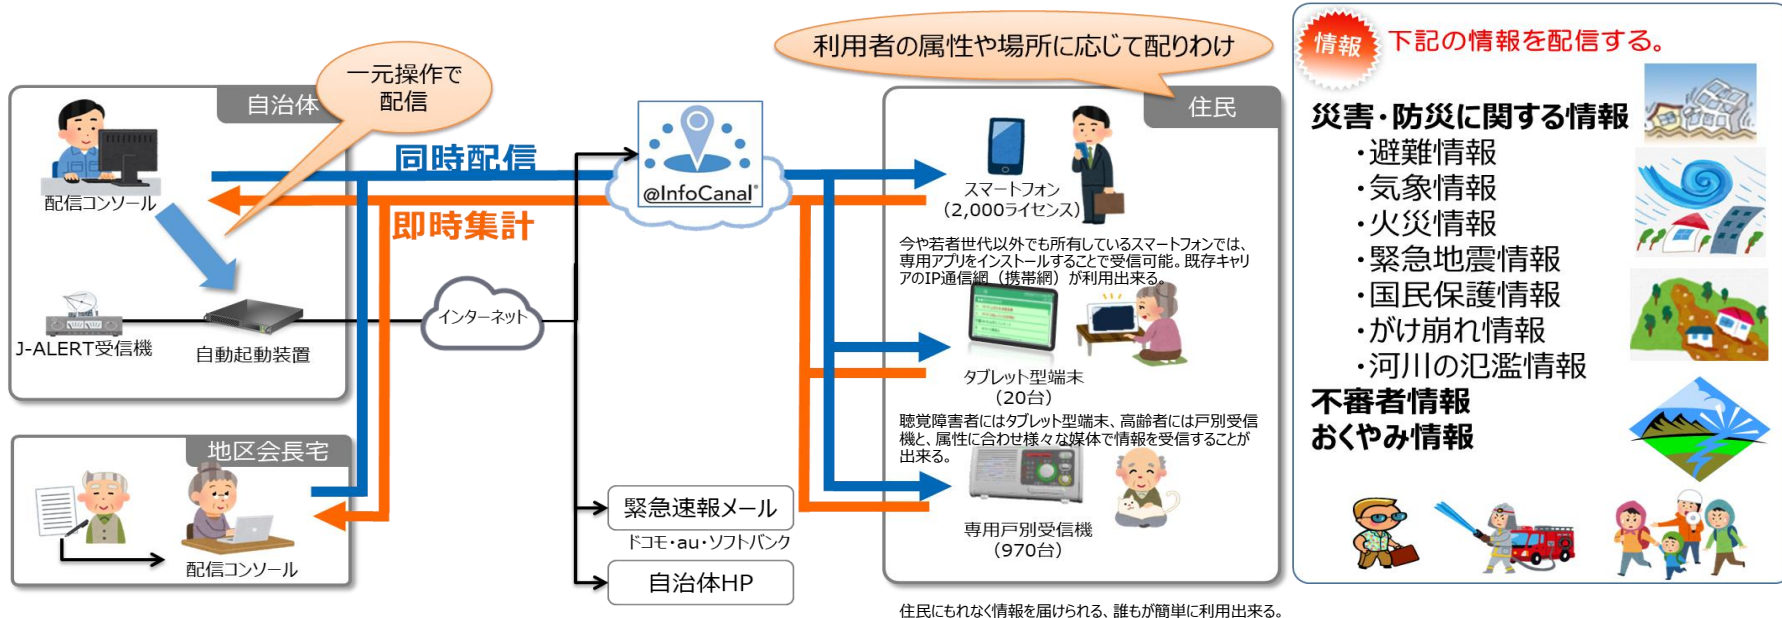 一元操作で
配信
自治体
配信コンソール
J-ALERT受信機
自動起動装置
地区会長宅
配信コンソール
同時配信
即時集計
インターネット
@InfoCanal®
緊急速報メール
ドコモ・au・ソフトバンク
自治体HP
利用者の属性や場所に応じて配りわけ
住民
スマートフォン
(2,000ライセンス)
今や若者世代以外でも所有しているスマートフォンでは、
専用アプリをインストールすることで受信可能。既存キャリ
アのIP通信網（携帯網）が利用出来る。
タブレット型端末
(20台)
聴覚障害者にはタブレット型端末、高齢者には戸別受信
機と、属性に合わせ様々な媒体で情報を受信することが
出来る。
専用戸別受信機
(970台)
住民にもれなく情報を届けられる、誰もが簡単に利用出来る。
情報
下記の情報を配信する。
災害・防災に関する情報
・避難情報
・気象情報
・火災情報
・緊急地震情報
・国民保護情報
・がけ崩れ情報
・河川の氾濫情報
不審者情報
おくやみ情報